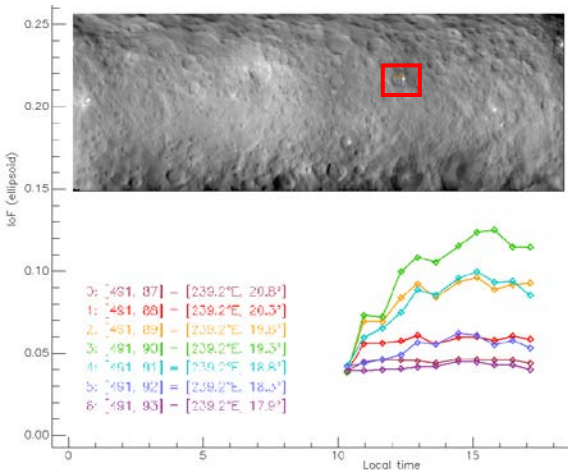 0.25
0.20
0.15
0.10
0.05
0.00
IoF (ellipsoid)
0: [491, 87] = [239.2°E, 20.8°]
1: [491, 88] = [239.2°E, 20.3°]
2: [491, 89] = [239.2°E, 19.8°]
3: [491, 90] = [239.2°E, 19.3°]
4: [491, 91] = [239.2°E, 18.8°]
5: [491, 92] = [239.2°E, 18.3°]
6: [491, 93] = [239.2°E, 17.9°]
0 5 10 15
Local time